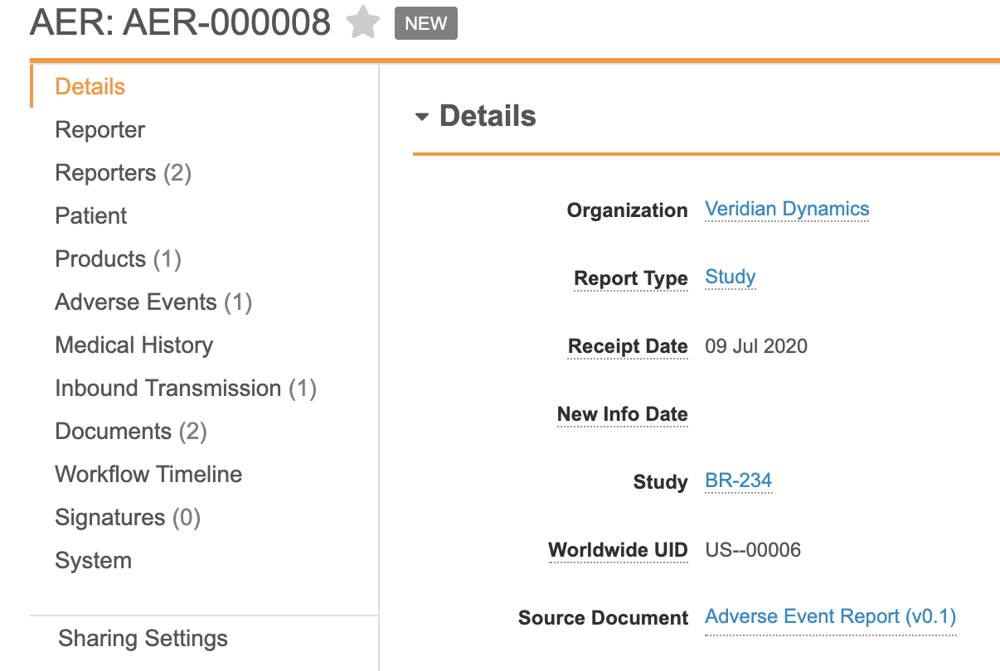 AER: AER-000008 NEW
Details
Reporter
Reporters (2)
Patient
Products (1)
Adverse Events (1)
Medical History
Inbound Transmission (1)
Documents (2)
Workflow Timeline
Signatures (0)
System
Sharing Settings
Details
Organization Veridian Dynamics
Report Type Study
Receipt Date 09 Jul 2020
New Info Date
Study BR-234
Worldwide UID US--00006
Source Document Adverse Event Report (v0.1)